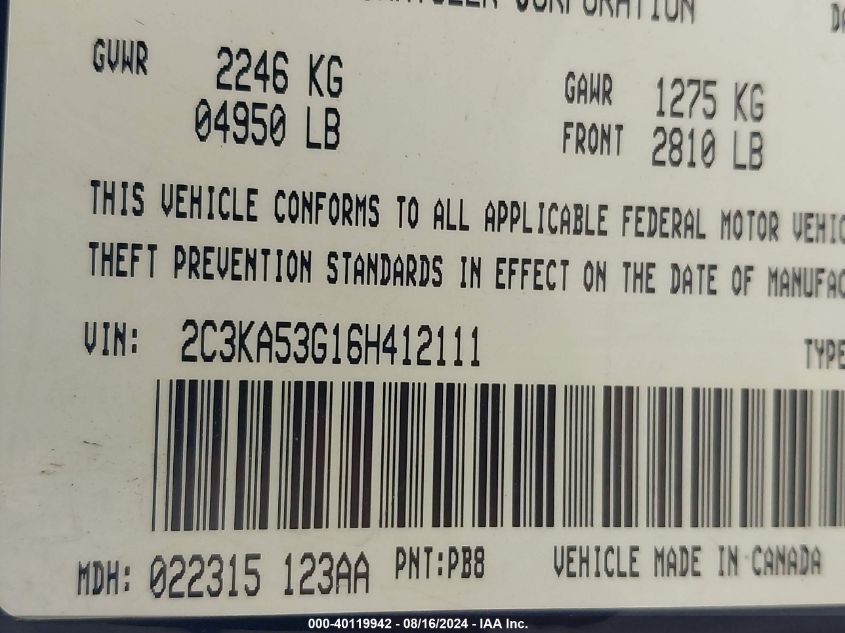 CORPORATION
GVWR 2246 KG GAWR 1275 KG
04950 LB FRONT 2810 LB
THIS VEHICLE CONFORMS TO ALL APPLICABLE FEDERAL MOTOR VEHIC
THEFT PREVENTION STANDARDS IN EFFECT ON THE DATE OF MANUFAC
VIN: 2C3KA53G16H412111 TYPE
MDH: 022315 123AA PNT:PB8 VEHICLE MADE IN CANADA
000-40119942 - 08/16/2024 - IAA Inc.